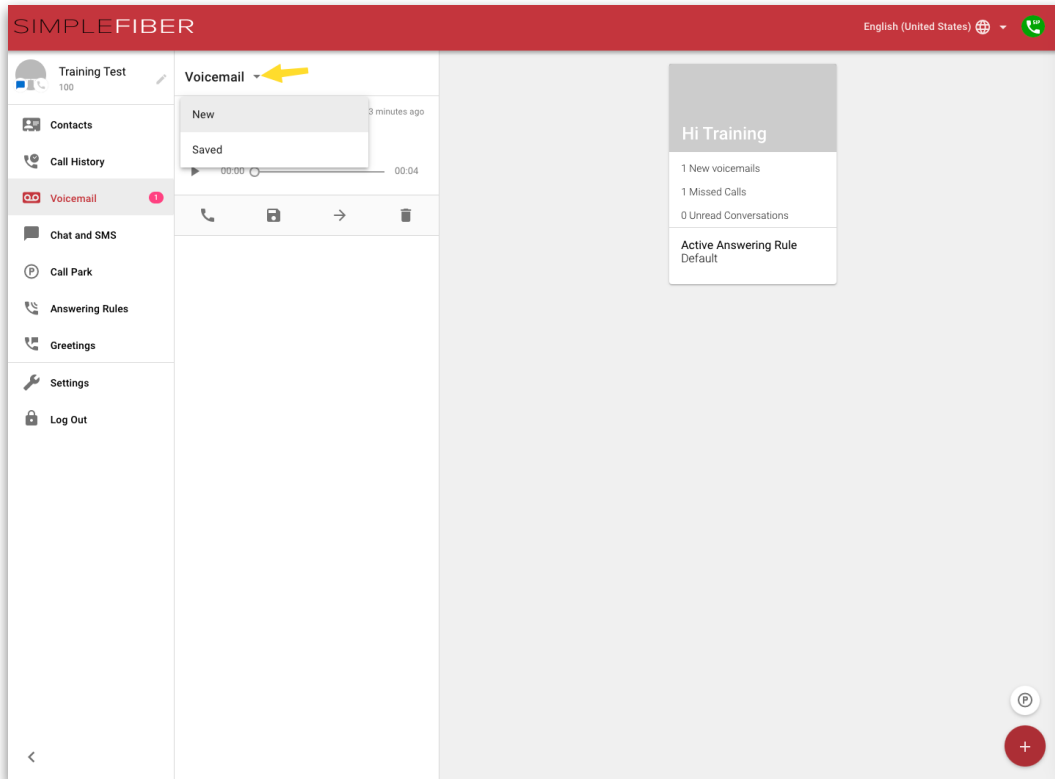 SIMPLEFIBER
English (United States)
SIP
Training Test
100
Contacts
Call History
Voicemail
1
Chat and SMS
P
Call Park
Answering Rules
Greetings
Settings
Log Out
Voicemail
New
Saved
3 minutes ago
00:00
00:04
Hi Training
1 New voicemails
1 Missed Calls
0 Unread Conversations
Active Answering Rule
Default
P